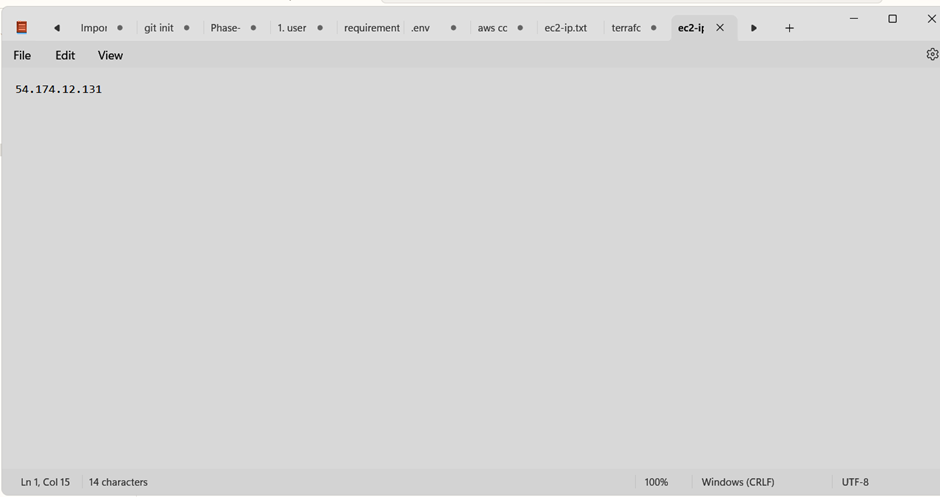 Impor git init Phase- 1. user requirement .env aws cc ec2-ip.txt terrafc ec2-ip
File Edit View
54.174.12.131
Ln 1, Col 15 14 characters 100% Windows (CRLF) UTF-8